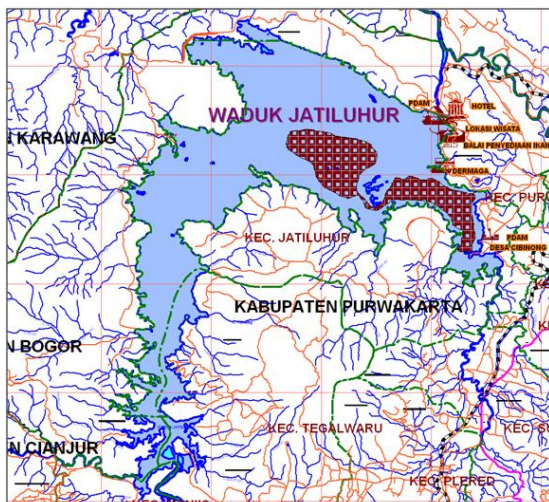 PDAM
HOTEL
WADUK JATILUHUR
LOKASI WISATA
N KARAWANG
BALAI PENYEDIAAN IKAN
DERMAGA
KEC. PUR
KEC. JATILUHUR
PDAM
DESA CIBINONG
KABUPATEN PURWAKARTA
N BOGOR
KEC. TEGALWARU
N CIANJUR
KEC. PLERED